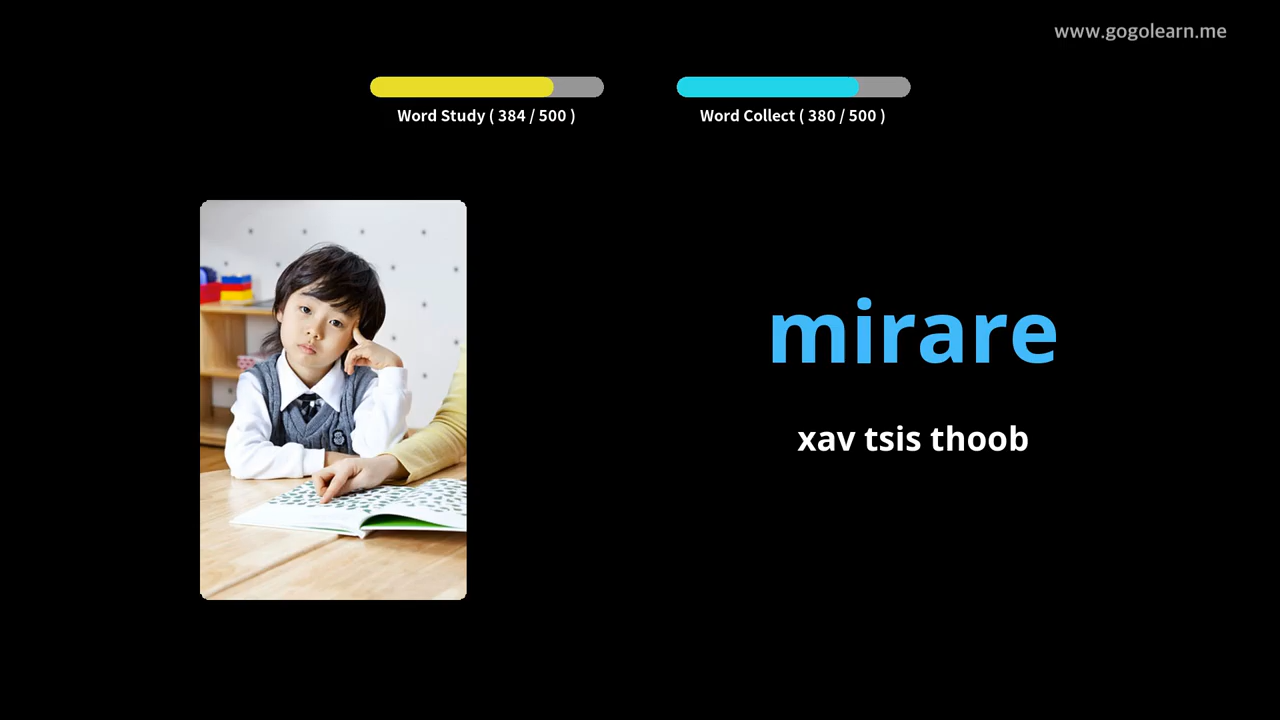 www.gogolearn.me
Word Study ( 384 / 500 )
Word Collect ( 380 / 500 )
mirare
xav tsis thoob